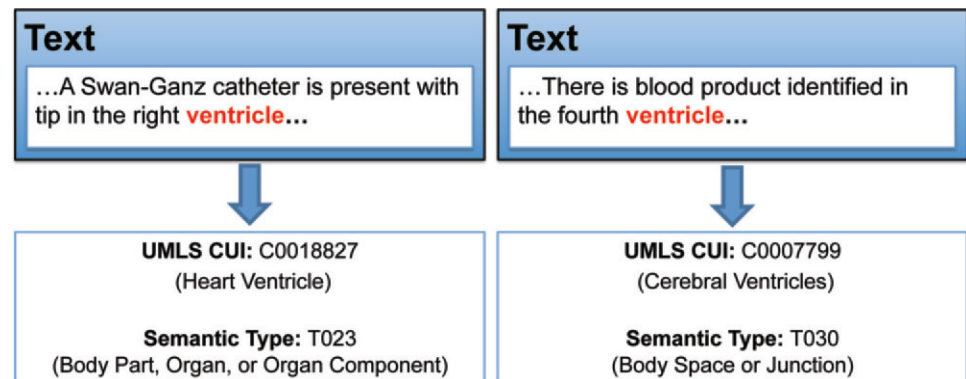 Text
…A Swan-Ganz catheter is present with
tip in the right ventricle…
UMLS CUI: C0018827
(Heart Ventricle)
Semantic Type: T023
(Body Part, Organ, or Organ Component)
Text
…There is blood product identified in
the fourth ventricle…
UMLS CUI: C0007799
(Cerebral Ventricles)
Semantic Type: T030
(Body Space or Junction)